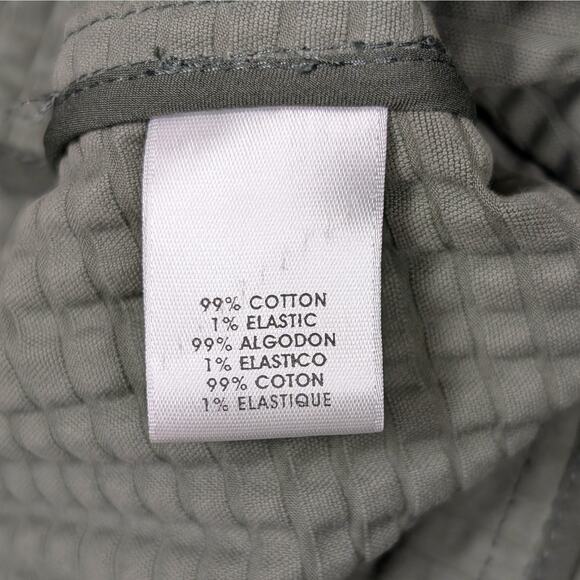 99% COTTON
1% ELASTIC
99% ALGODON
1% ELASTICO
99% COTON
1% ELASTIQUE